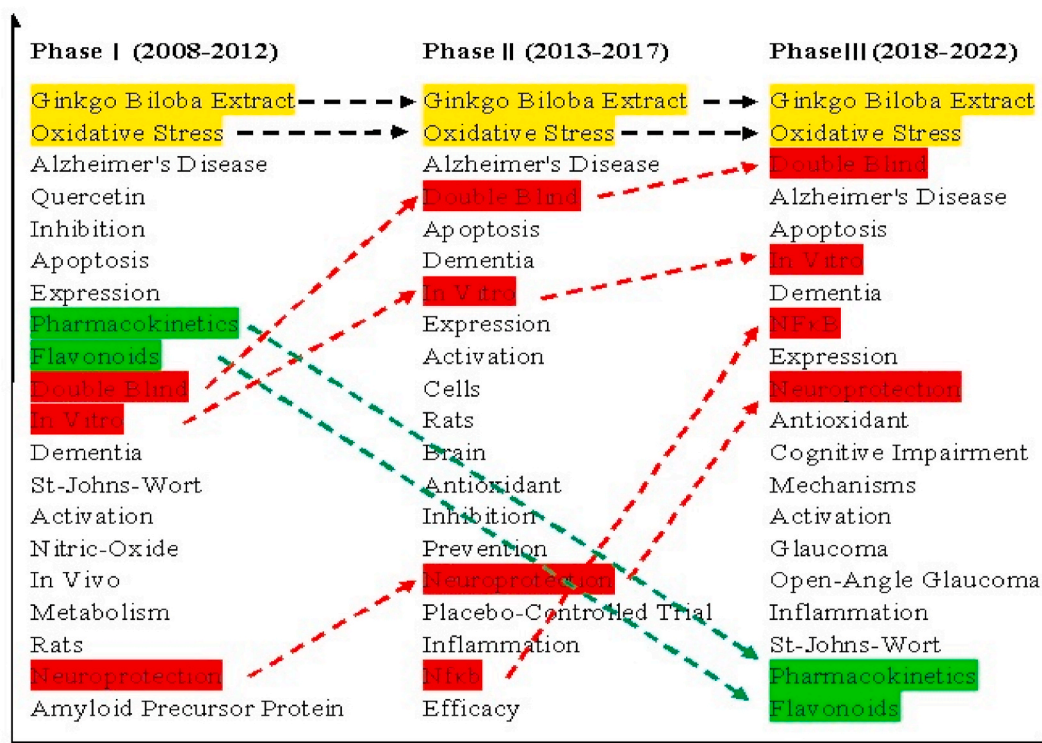 Phase I (2008-2012)
Ginkgo Biloba Extract
Oxidative Stress
Alzheimer's Disease
Quercetin
Inhibition
Apoptosis
Expression
Pharmacokinetics
Flavonoids
Double Blind
In Vitro
Dementia
St-Johns-Wort
Activation
Nitric-Oxide
In Vivo
Metabolism
Rats
Neuroprotection
Amyloid Precursor Protein
Phase II (2013-2017)
Ginkgo Biloba Extract
Oxidative Stress
Alzheimer's Disease
Double Blind
Apoptosis
Dementia
In Vitro
Expression
Activation
Cells
Rats
Brain
Antioxidant
Inhibition
Prevention
Neuroprotection
Placebo-Controlled Trial
Inflammation
Nfκb
Efficacy
PhaseIII (2018-2022)
Ginkgo Biloba Extract
Oxidative Stress
Double Blind
Alzheimer's Disease
Apoptosis
In Vitro
Dementia
NFκB
Expression
Neuroprotection
Antioxidant
Cognitive Impairment
Mechanisms
Activation
Glaucoma
Open-Angle Glaucoma
Inflammation
St-Johns-Wort
Pharmacokinetics
Flavonoids